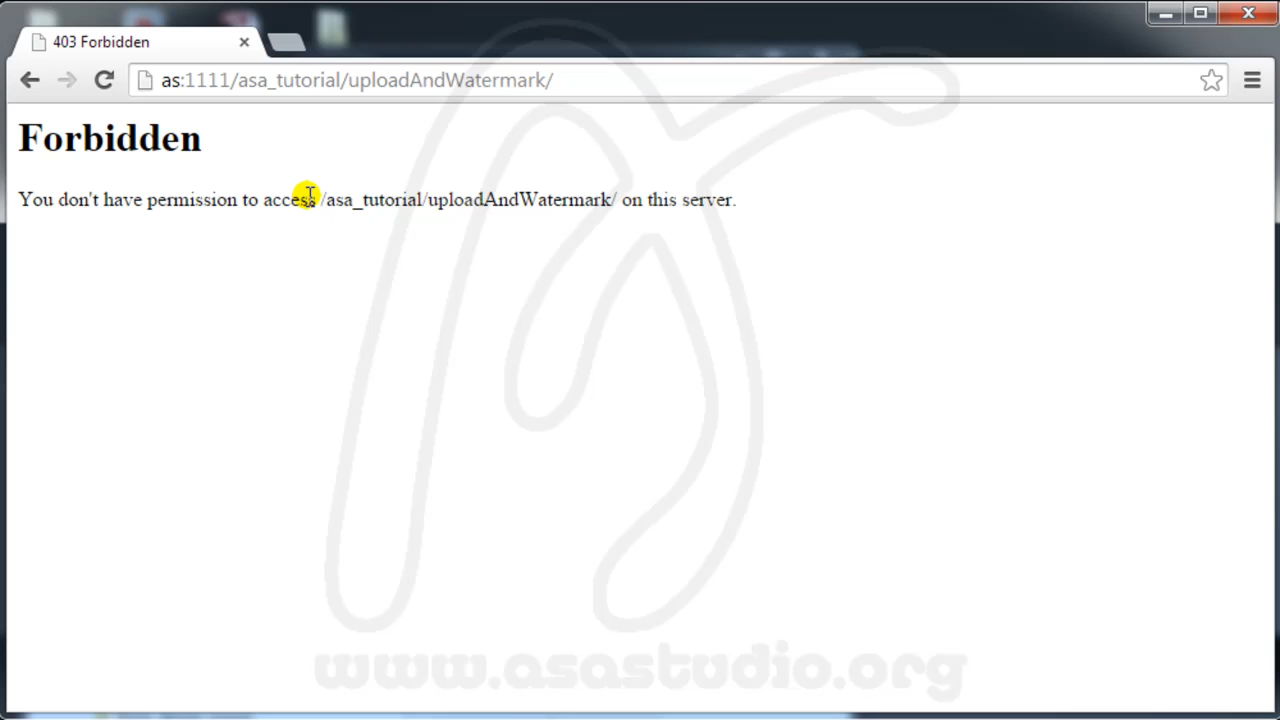 403 Forbidden
as:1111/asa_tutorial/uploadAndWatermark/
Forbidden
You don't have permission to access /asa_tutorial/uploadAndWatermark/ on this server.
www.asastudio.org